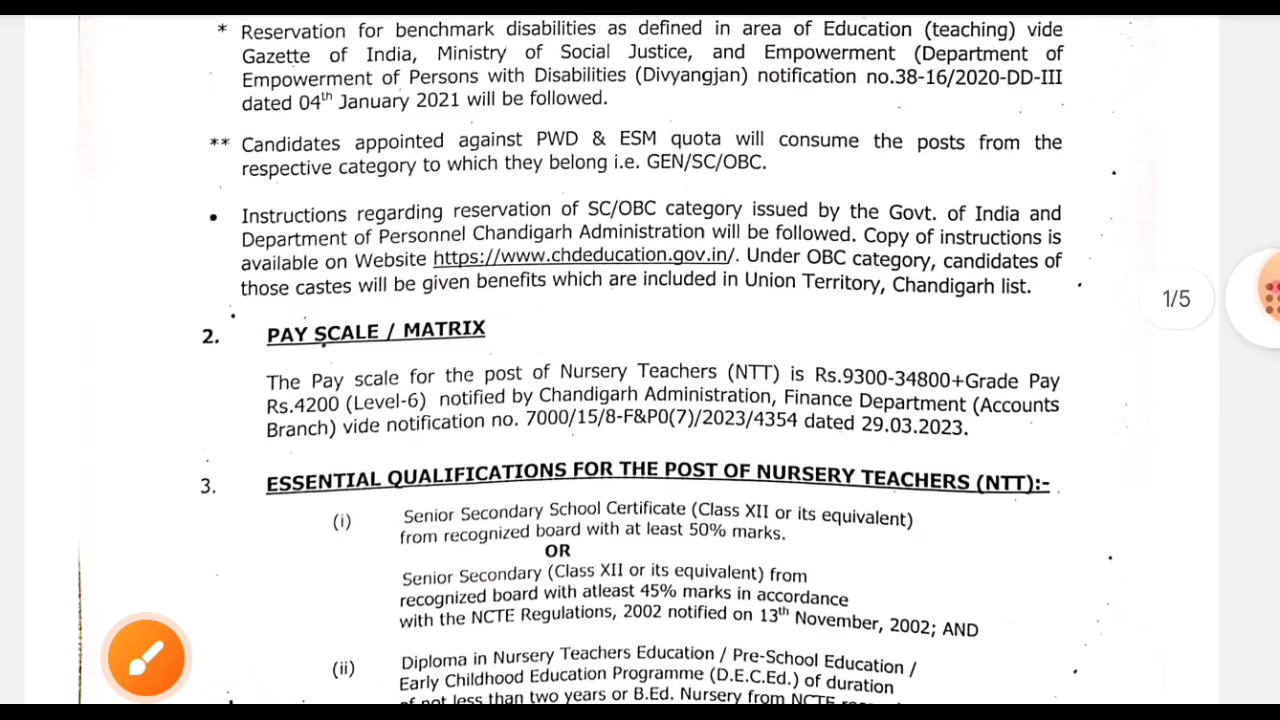 * Reservation for benchmark disabilities as defined in area of Education (teaching) vide
Gazette of India, Ministry of Social Justice, and Empowerment (Department of
Empowerment of Persons with Disabilities (Divyangjan) notification no.38-16/2020-DD-III
dated 04th January 2021 will be followed.
** Candidates appointed against PWD & ESM quota will consume the posts from the
respective category to which they belong i.e. GEN/SC/OBC.
• Instructions regarding reservation of SC/OBC category issued by the Govt. of India and
Department of Personnel Chandigarh Administration will be followed. Copy of instructions is
available on Website https://www.chdeducation.gov.in/. Under OBC category, candidates of
those castes will be given benefits which are included in Union Territory, Chandigarh list.
1/5
2. PAY SCALE / MATRIX
The Pay scale for the post of Nursery Teachers (NTT) is Rs.9300-34800+Grade Pay
Rs.4200 (Level-6) notified by Chandigarh Administration, Finance Department (Accounts
Branch) vide notification no. 7000/15/8-F&P0(7)/2023/4354 dated 29.03.2023.
3. ESSENTIAL QUALIFICATIONS FOR THE POST OF NURSERY TEACHERS (NTT):-
(i) Senior Secondary School Certificate (Class XII or its equivalent)
from recognized board with at least 50% marks.
OR
Senior Secondary (Class XII or its equivalent) from
recognized board with atleast 45% marks in accordance
with the NCTE Regulations, 2002 notified on 13th November, 2002; AND
(ii) Diploma in Nursery Teachers Education / Pre-School Education /
Early Childhood Education Programme (D.E.C.Ed.) of duration
of not less than two years or B.Ed. Nursery from NCTE